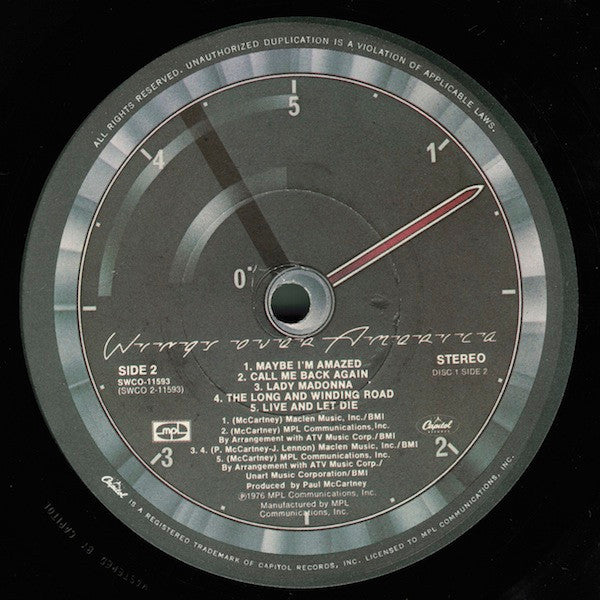 ALL RIGHTS RESERVED. UNAUTHORIZED DUPLICATION IS A VIOLATION OF APPLICABLE LAWS.
5
4
1
0
Wings over America
SIDE 2
SWCO-11593
(SWCO 2-11593)
1. MAYBE I'M AMAZED
2. CALL ME BACK AGAIN
3. LADY MADONNA
4. THE LONG AND WINDING ROAD
5. LIVE AND LET DIE
STEREO
DISC 1 SIDE 2
1. (McCartney) Maclen Music, Inc./BMI
2. (McCartney) MPL Communications, Inc.
By Arrangement with ATV Music Corp./BMI
3. 4. (P. McCartney-J. Lennon) Maclen Music, Inc./BMI
5. (McCartney) MPL Communications, Inc.
By Arrangement with ATV Music Corp./
Unart Music Corporation/BMI
Produced by Paul McCartney
℗1976 MPL Communications, Inc.
Manufactured by MPL
Communications, Inc.
MPL
Capitol
RECORDS
3
2
Capitol IS A REGISTERED TRADEMARK OF CAPITOL RECORDS, INC. LICENSED TO MPL COMMUNICATIONS, INC.
MASTERED BY CAPITOL